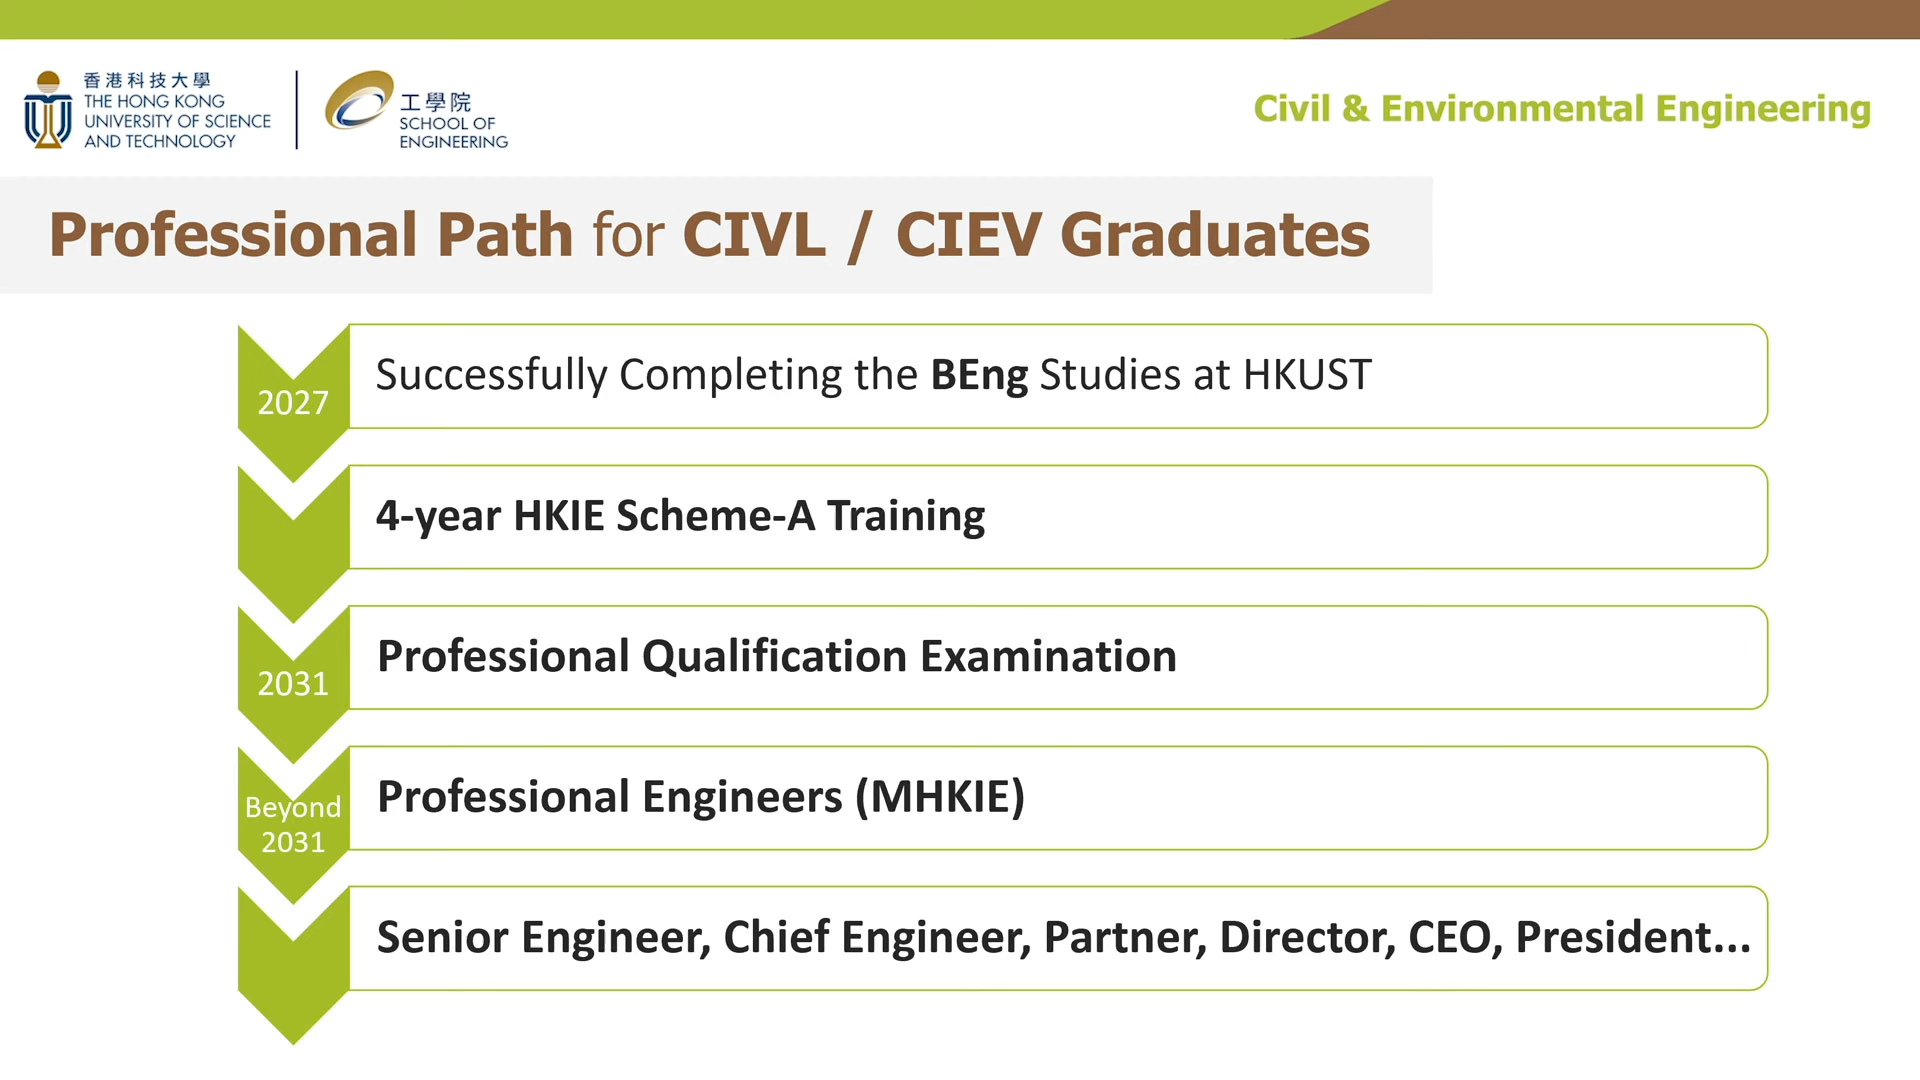 香港科技大學
THE HONG KONG
UNIVERSITY OF SCIENCE
AND TECHNOLOGY
工學院
SCHOOL OF
ENGINEERING
Civil & Environmental Engineering
Professional Path for CIVL / CIEV Graduates
2027
Successfully Completing the BEng Studies at HKUST
4-year HKIE Scheme-A Training
2031
Professional Qualification Examination
Beyond
2031
Professional Engineers (MHKIE)
Senior Engineer, Chief Engineer, Partner, Director, CEO, President...